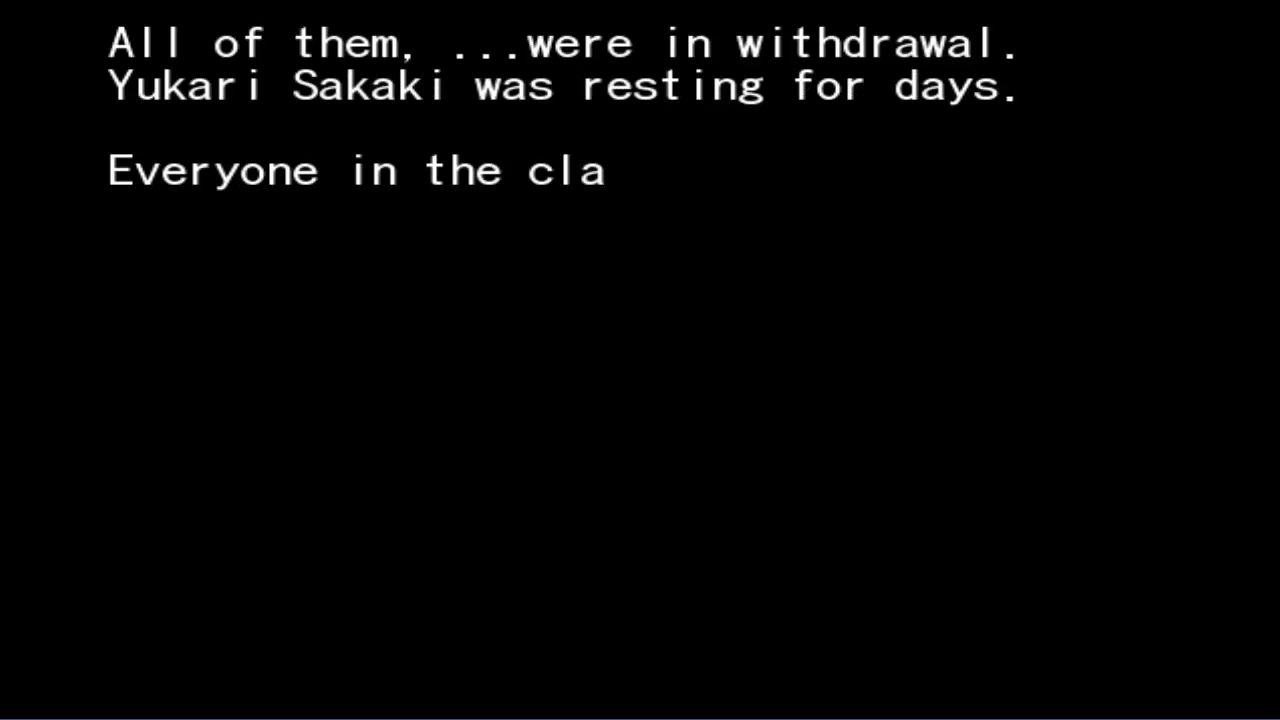 All of them, ...were in withdrawal.
Yukari Sakaki was resting for days.
Everyone in the cla